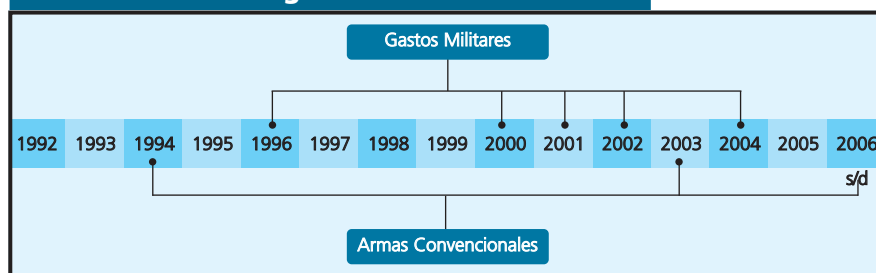 Gastos Militares
1992 1993 1994 1995 1996 1997 1998 1999 2000 2001 2002 2003 2004 2005 2006
s/d
Armas Convencionales